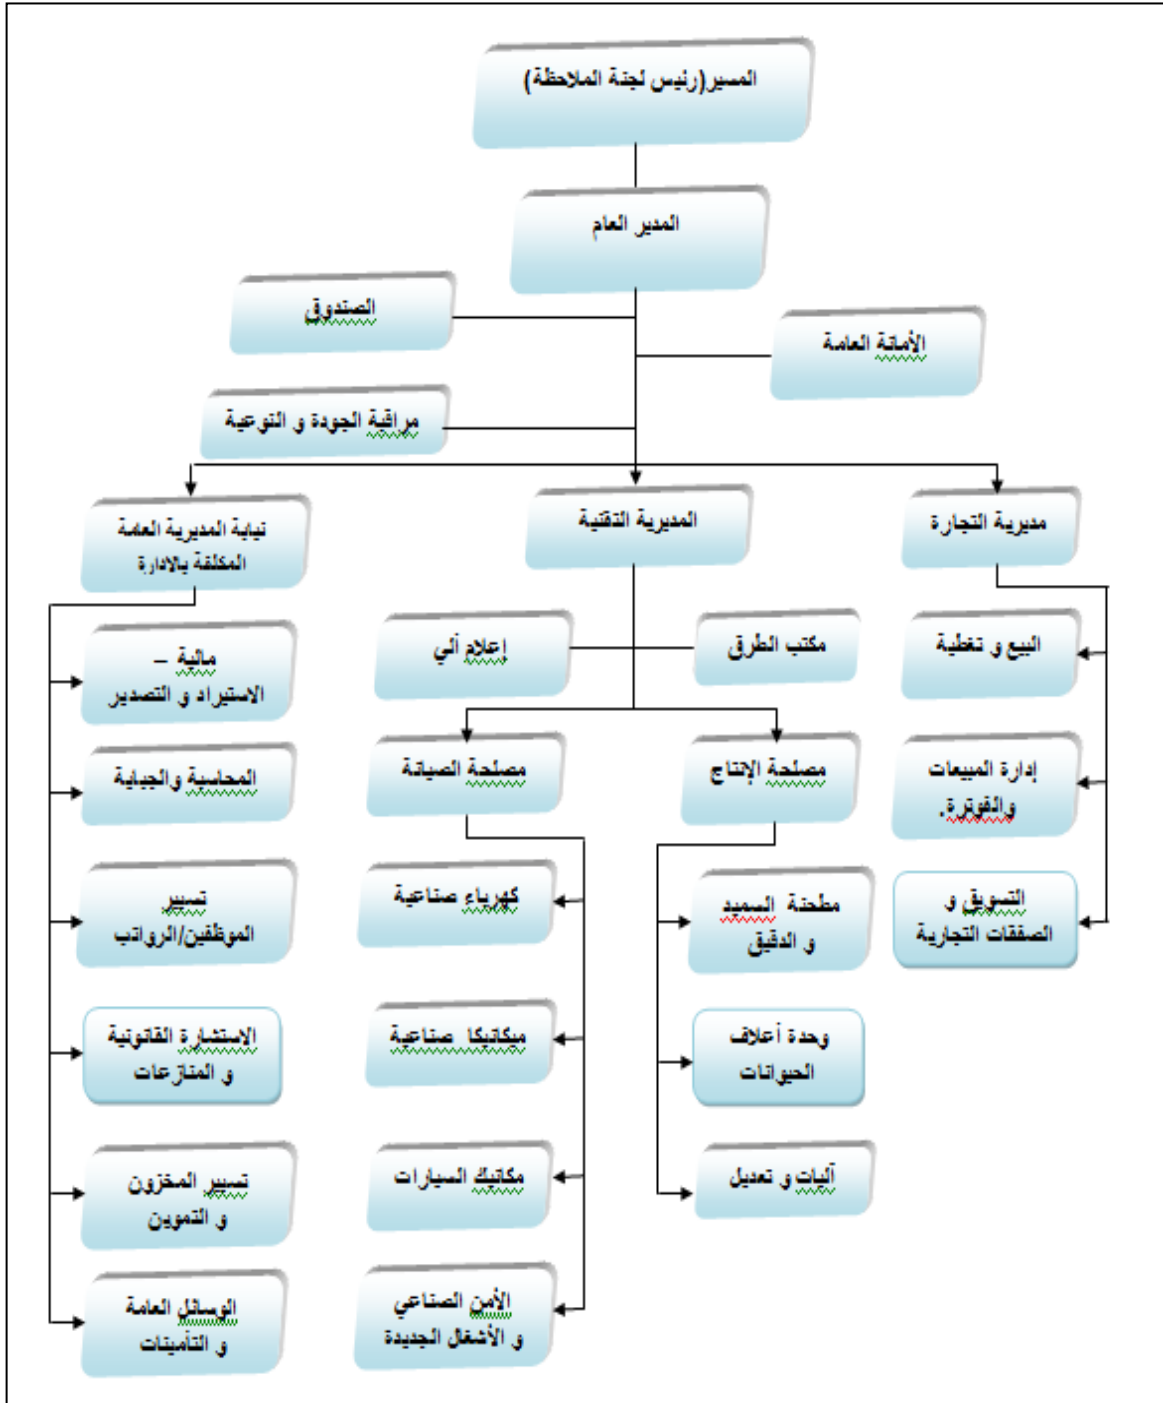 المسير(رئيس لجنة الملاحظة)
المدير العام
الصندوق
الأمانة العامة
مراقبة الجودة و النوعية
مديرية التجارة
المديرية التقنية
نيابة المديرية العامة
المكلفة بالادارة
البيع و تغطية
مكتب الطرق
إعلام ألي
مالية –
الاستيراد و التصدير
إدارة المبيعات
والفوترة.
مصلحة الإنتاج
مصلحة الصيانة
المحاسبة والجباية
التسويق و
الصفقات التجارية
مطحنة السميد
و الدقيق
كهرباء صناعية
تسيير
الموظفين/الرواتب
وحدة أعلاف
الحيوانات
ميكانيكا صناعية
الاستشارة القانونية
و المنازعات
آليات و تعديل
مكانيك السيارات
تسيير المخزون
و التموين
الأمن الصناعي
و الأشغال الجديدة
الوسائل العامة
و التأمينات